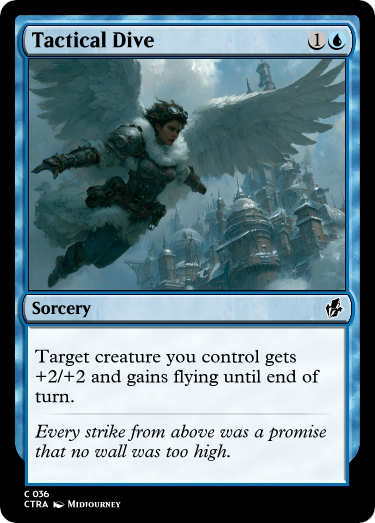 Tactical Dive 1
Sorcery
Target creature you control gets
+2/+2 and gains flying until end of
turn.
Every strike from above was a promise
that no wall was too high.
C 036
CTRA Midjourney